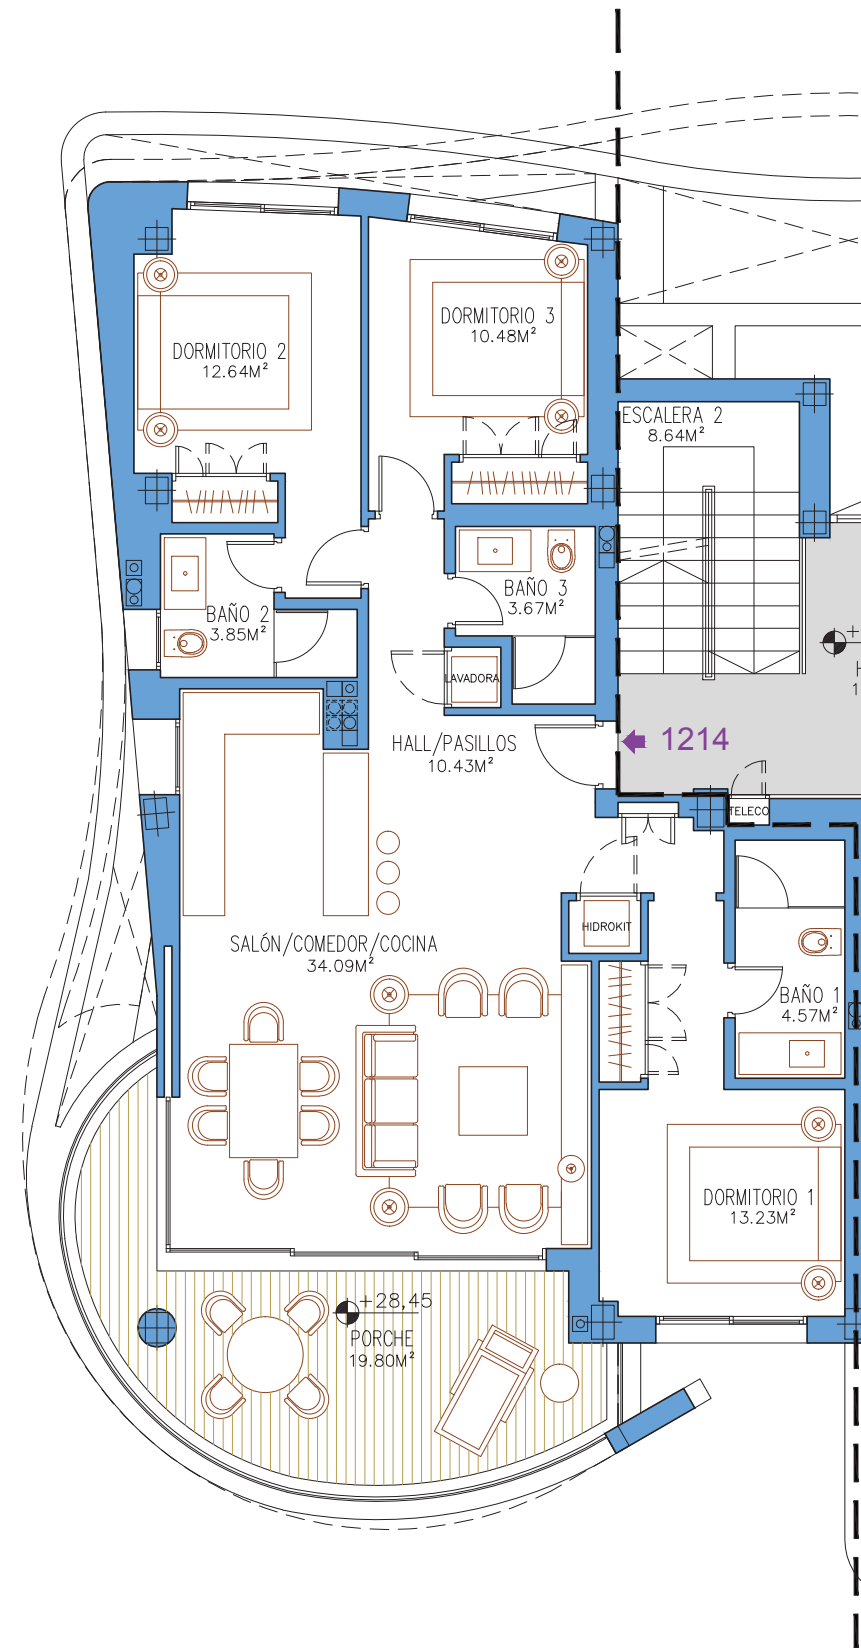 DORMITORIO 3
10.48M²
DORMITORIO 2
12.64M²
ESCALERA 2
8.64M²
BAÑO 3
3.67M²
BAÑO 2
3.85M²
LAVADORA
HALL/PASILLOS
10.43M²
1214
TELECO
HIDROKIT
SALÓN/COMEDOR/COCINA
34.09M²
BAÑO 1
4.57M²
DORMITORIO 1
13.23M²
+28,45
PORCHE
19.80M²